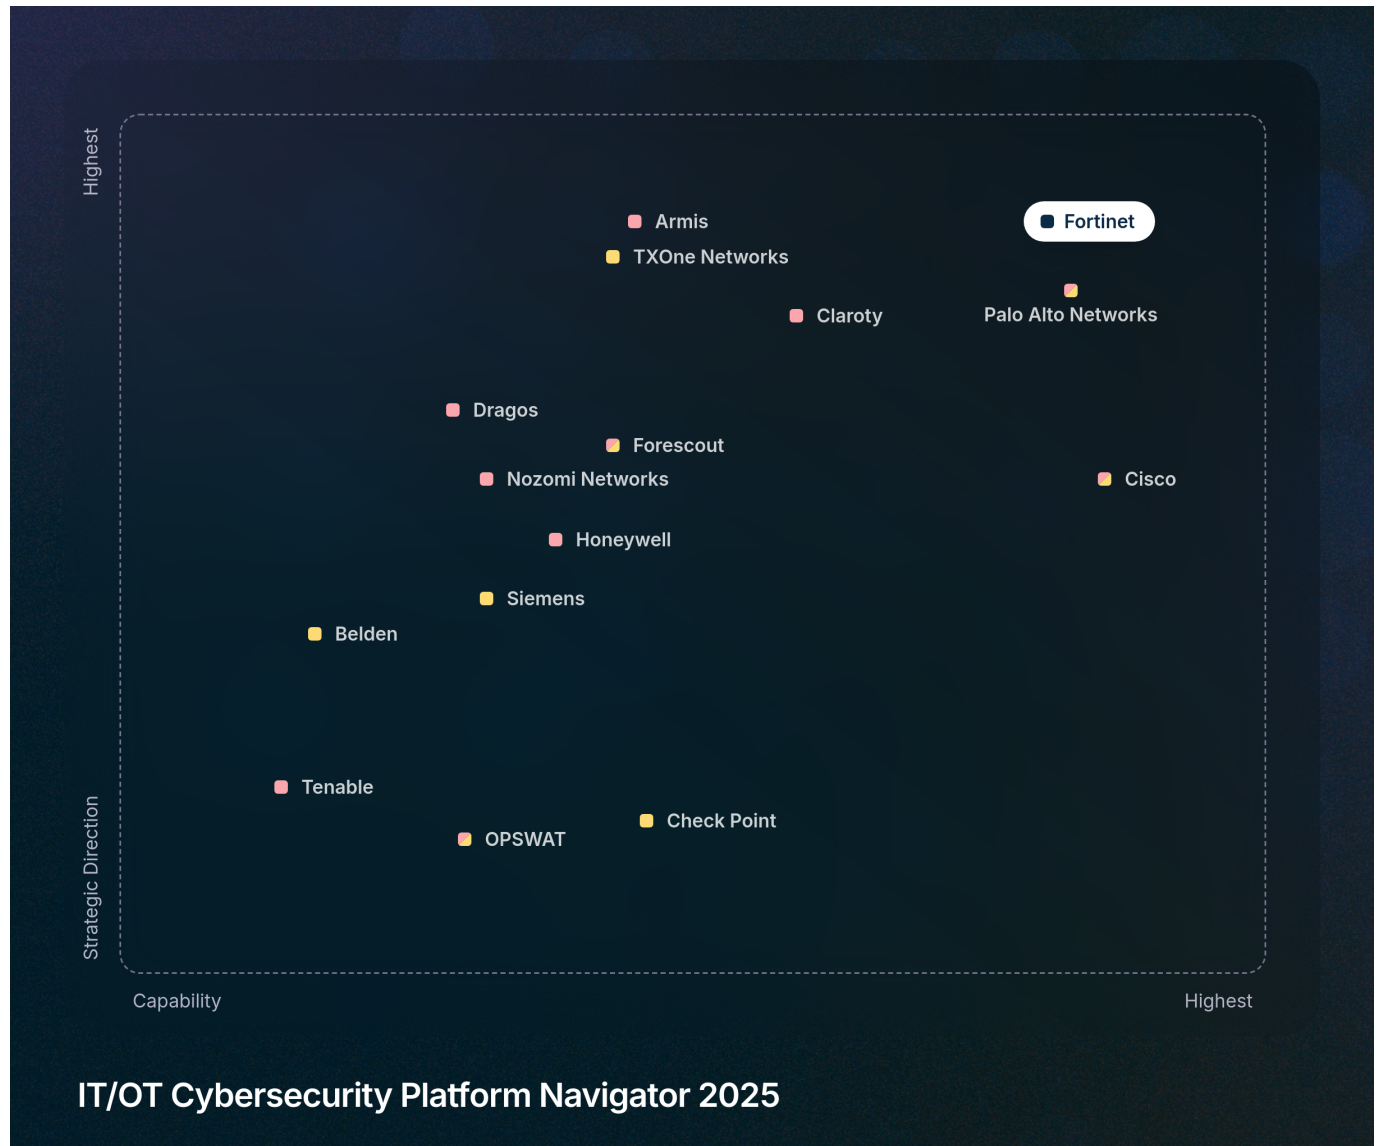 Highest
Armis
Fortinet
TXOne Networks
Claroty
Palo Alto Networks
Dragos
Forescout
Nozomi Networks
Cisco
Honeywell
Siemens
Belden
Tenable
Check Point
OPSWAT
Strategic Direction
Capability
Highest
IT/OT Cybersecurity Platform Navigator 2025